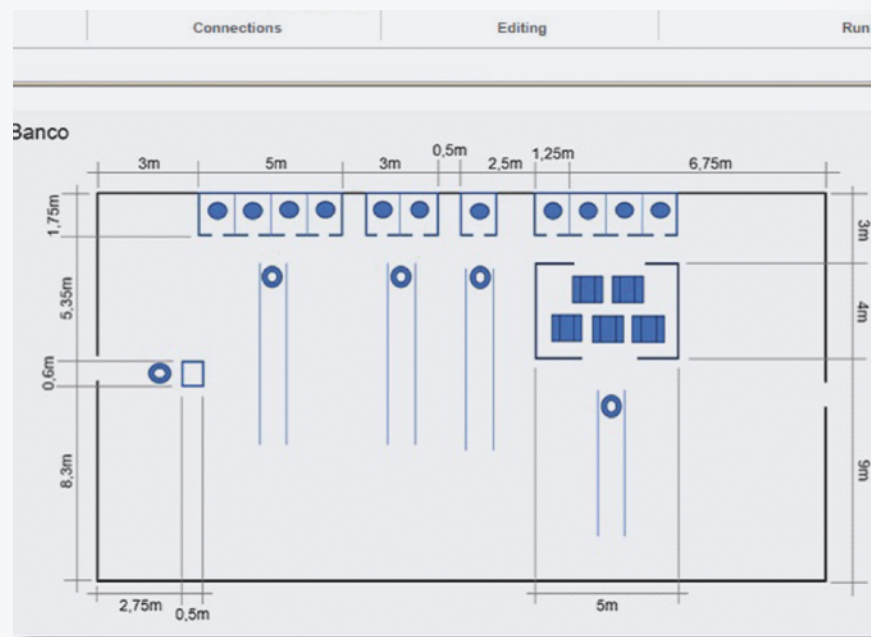 Connections Editing Run
Banco
3m 5m 3m 0,5m 2,5m 1,25m 6,75m
1,75m
3m
5,35m
4m
0,6m
8,3m
9m
2,75m 0,5m 5m